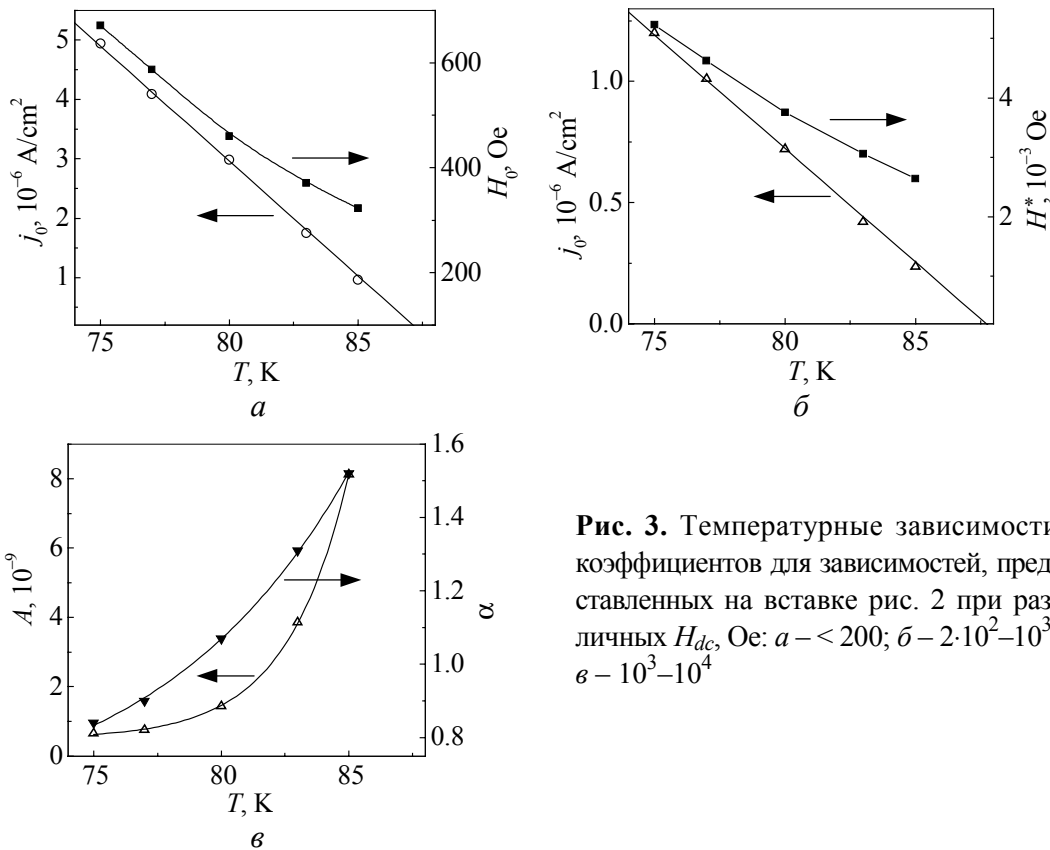 5
4
3
2
1
600
400
200
75
80
85
j₀, 10⁻⁶ A/cm²
H₀, Oe
T, K
а
1.0
0.5
0.0
4
2
75
80
85
j₀, 10⁻⁶ A/cm²
H*, 10⁻³ Oe
T, K
б
8
6
4
2
0
1.6
1.4
1.2
1.0
0.8
75
80
85
A, 10⁻⁹
α
T, K
в
Рис. 3. Температурные зависимости
коэффициентов для зависимостей, пред-
ставленных на вставке рис. 2 при раз-
личных H_dc, Oe: а – < 200; б – 2·10²–10³
в – 10³–10⁴